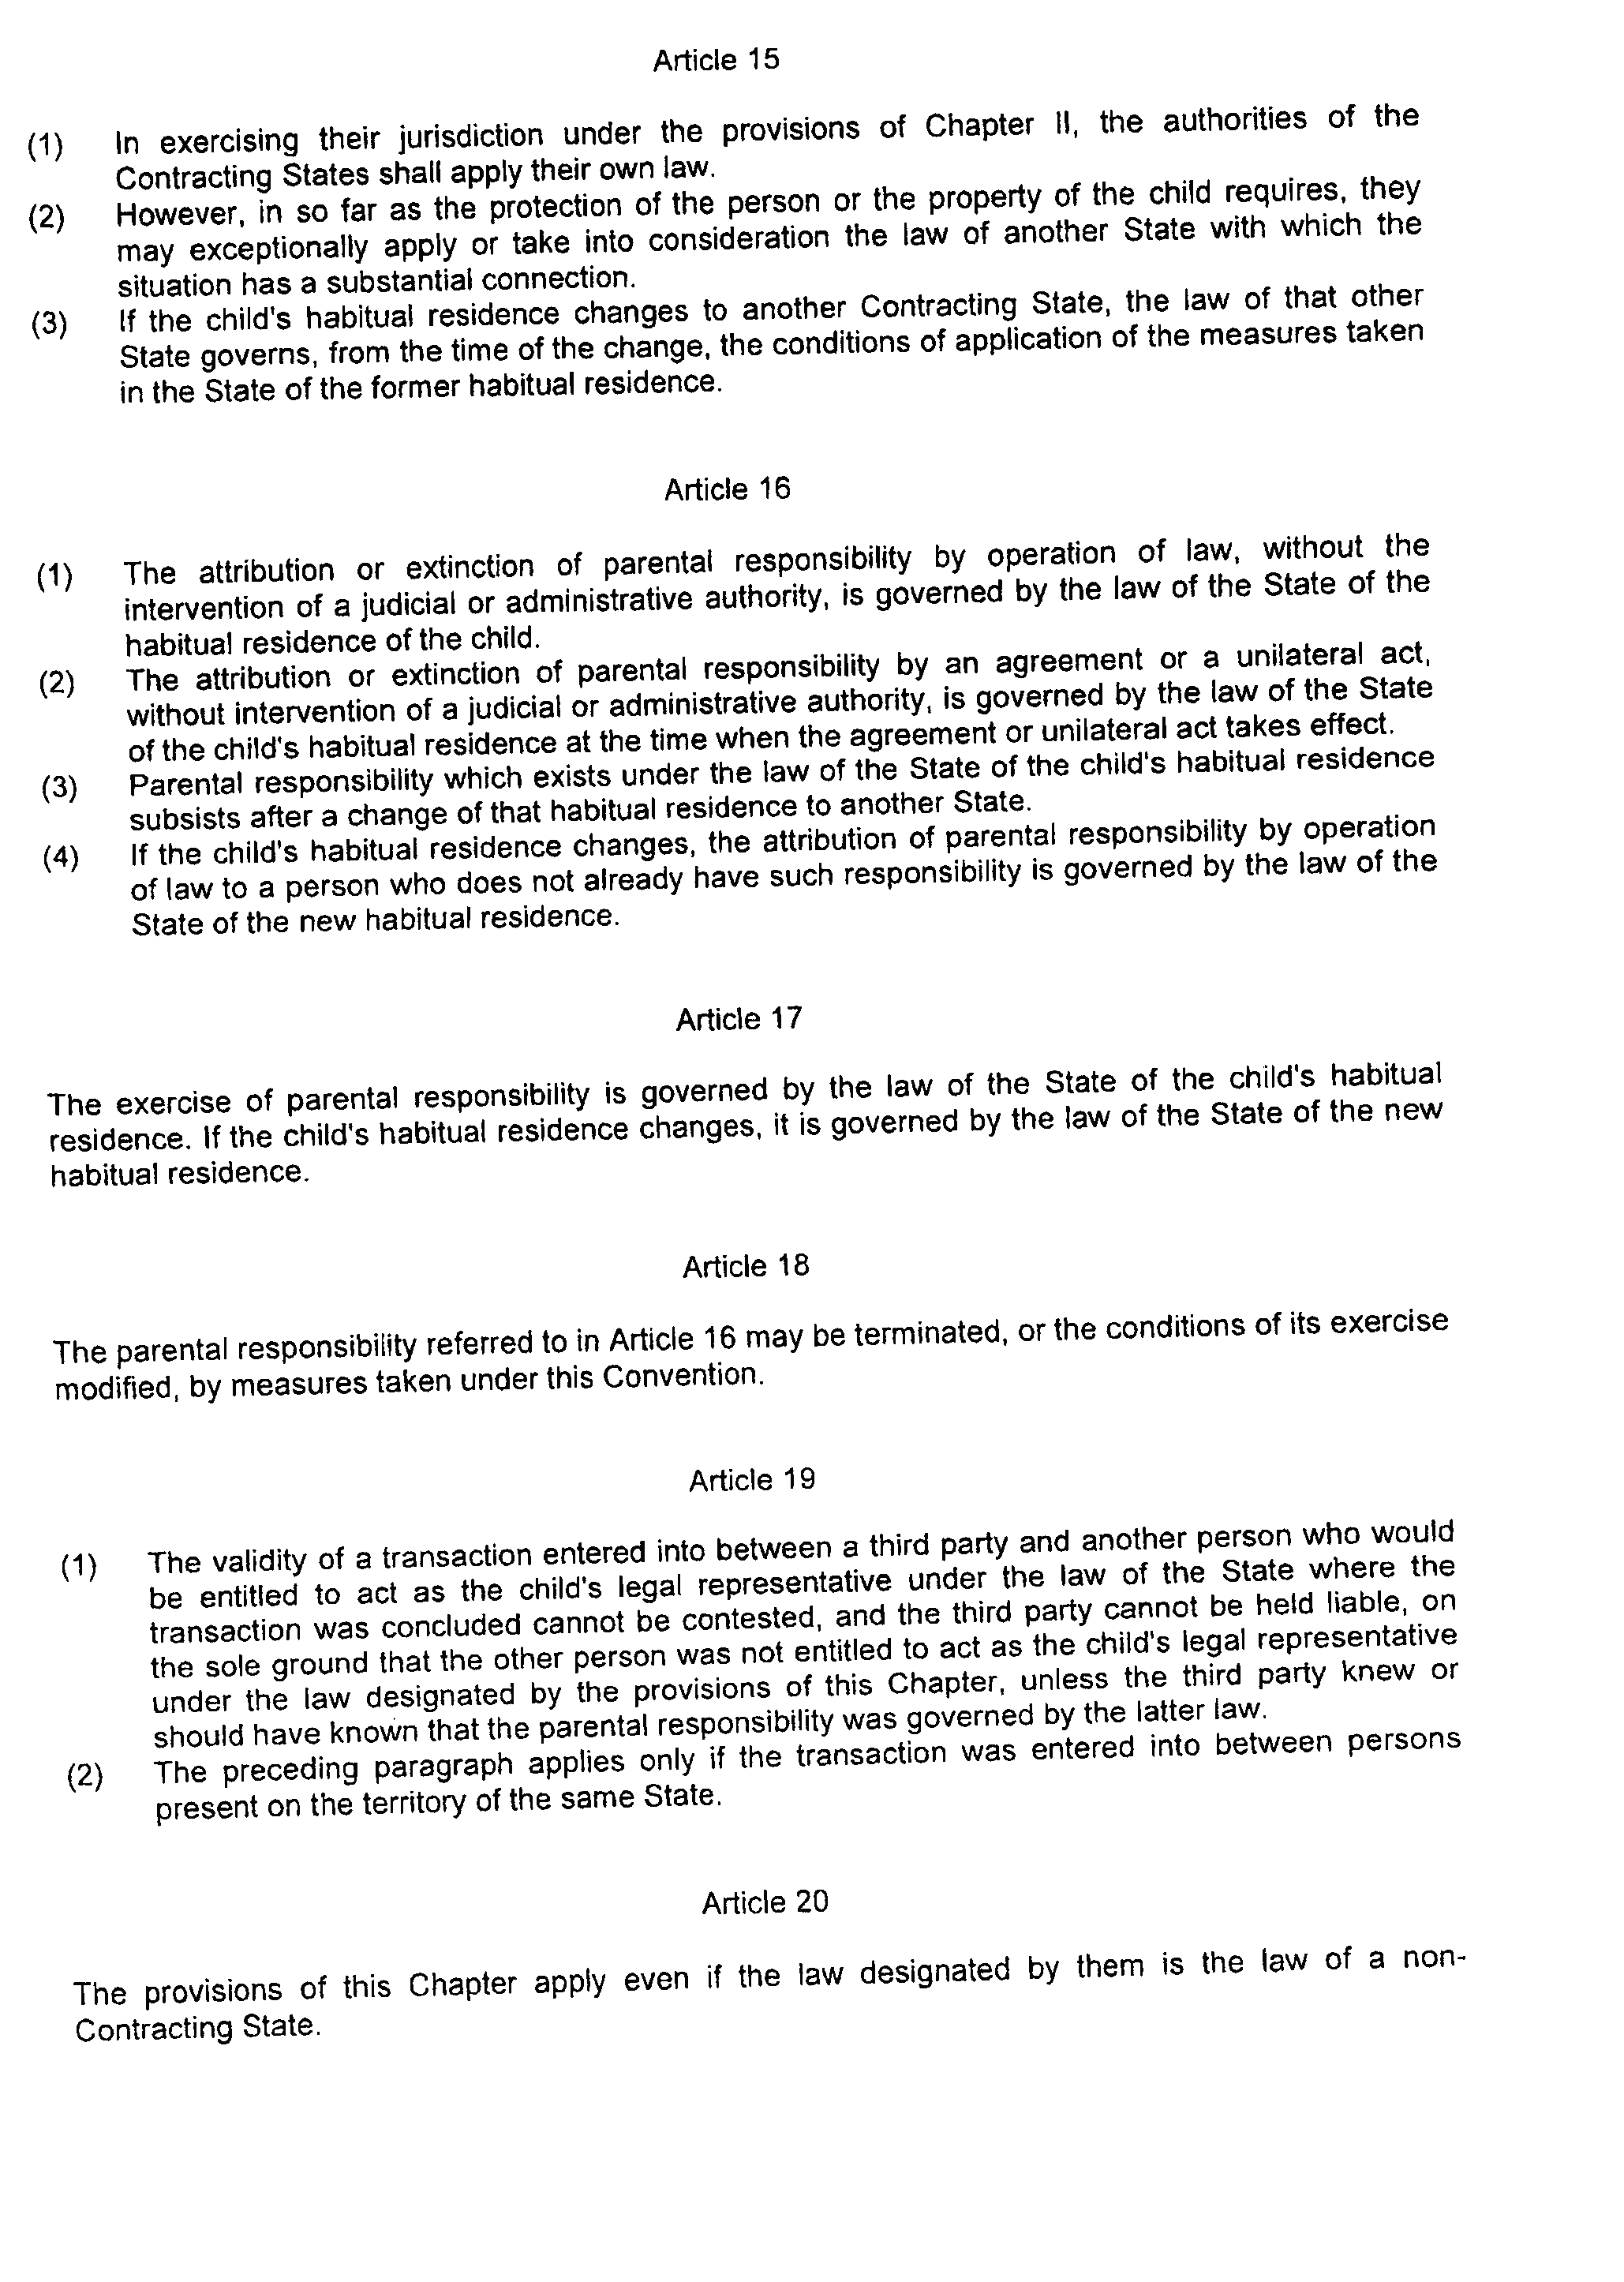 Article 15
(1) In exercising their jurisdiction under the provisions of Chapter II, the authorities of the
Contracting States shall apply their own law.
(2) However, in so far as the protection of the person or the property of the child requires, they
may exceptionally apply or take into consideration the law of another State with which the
situation has a substantial connection.
(3) If the child's habitual residence changes to another Contracting State, the law of that other
State governs, from the time of the change, the conditions of application of the measures taken
in the State of the former habitual residence.
Article 16
(1) The attribution or extinction of parental responsibility by operation of law, without the
intervention of a judicial or administrative authority, is governed by the law of the State of the
habitual residence of the child.
(2) The attribution or extinction of parental responsibility by an agreement or a unilateral act,
without intervention of a judicial or administrative authority, is governed by the law of the State
of the child's habitual residence at the time when the agreement or unilateral act takes effect.
(3) Parental responsibility which exists under the law of the State of the child's habitual residence
subsists after a change of that habitual residence to another State.
(4) If the child's habitual residence changes, the attribution of parental responsibility by operation
of law to a person who does not already have such responsibility is governed by the law of the
State of the new habitual residence.
Article 17
The exercise of parental responsibility is governed by the law of the State of the child's habitual
residence. If the child's habitual residence changes, it is governed by the law of the State of the new
habitual residence.
Article 18
The parental responsibility referred to in Article 16 may be terminated, or the conditions of its exercise
modified, by measures taken under this Convention.
Article 19
(1) The validity of a transaction entered into between a third party and another person who would
be entitled to act as the child's legal representative under the law of the State where the
transaction was concluded cannot be contested, and the third party cannot be held liable, on
the sole ground that the other person was not entitled to act as the child's legal representative
under the law designated by the provisions of this Chapter, unless the third party knew or
should have known that the parental responsibility was governed by the latter law.
(2) The preceding paragraph applies only if the transaction was entered into between persons
present on the territory of the same State.
Article 20
The provisions of this Chapter apply even if the law designated by them is the law of a non-
Contracting State.